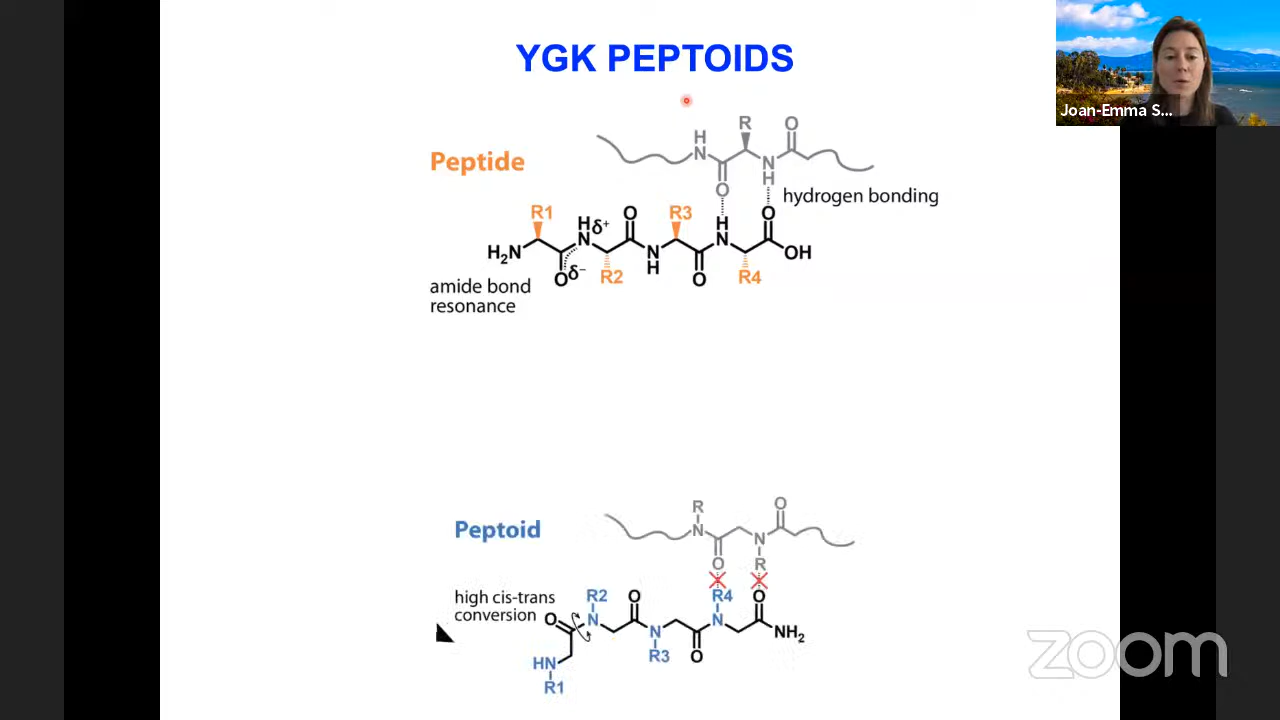 YGK PEPTOIDS
Joan-Emma S...
Peptide
H
N
R
O
N
H
O
hydrogen bonding
R1
H
N
δ+
O
R3
H
N
O
H2N
O
δ−
R2
N
H
O
R4
OH
amide bond
resonance
Peptoid
R
N
O
O
N
R
high cis-trans
conversion
R2
N
O
R4
N
O
O
N
R3
O
NH2
HN
R1
zoom